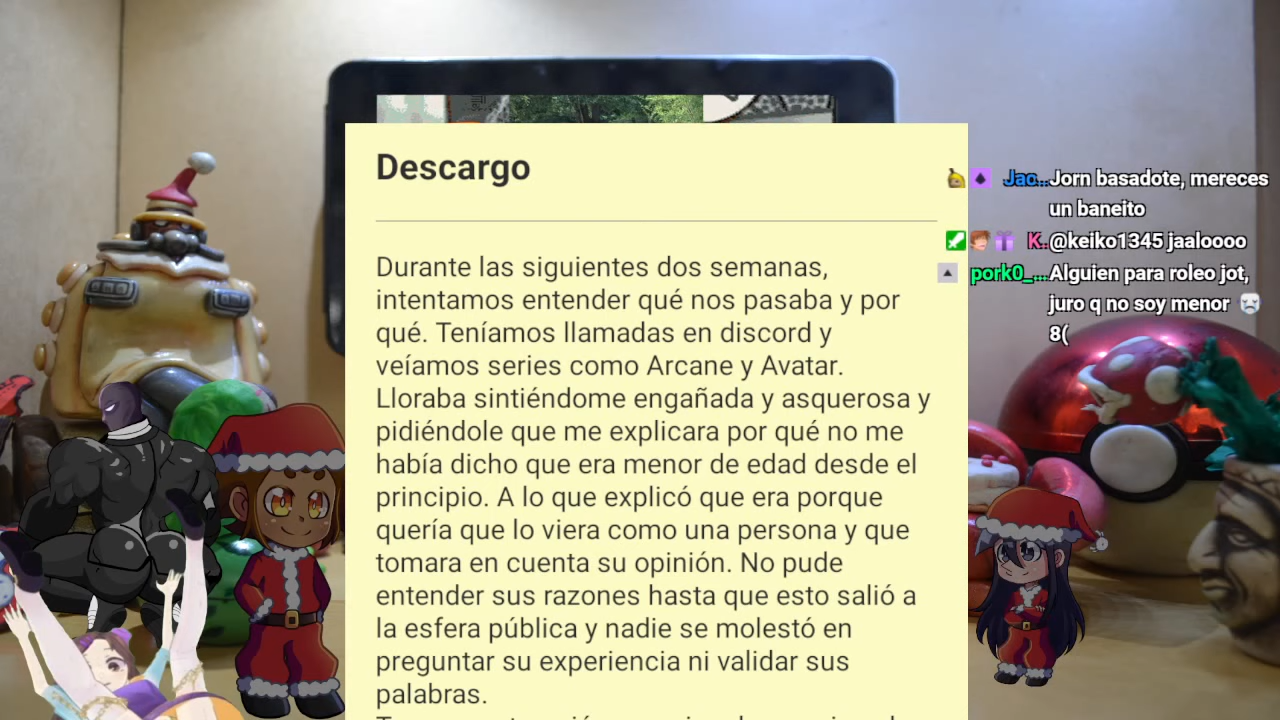 Descargo
Durante las siguientes dos semanas,
intentamos entender qué nos pasaba y por
qué. Teníamos llamadas en discord y
veíamos series como Arcane y Avatar.
Lloraba sintiéndome engañada y asquerosa y
pidiéndole que me explicara por qué no me
había dicho que era menor de edad desde el
principio. A lo que explicó que era porque
quería que lo viera como una persona y que
tomara en cuenta su opinión. No pude
entender sus razones hasta que esto salió a
la esfera pública y nadie se molestó en
preguntar su experiencia ni validar sus
palabras.
Jao... Jorn basadote, mereces
un baneito
K.. @keiko1345 jaaloooo
pork0_... Alguien para roleo jot,
juro q no soy menor
8(